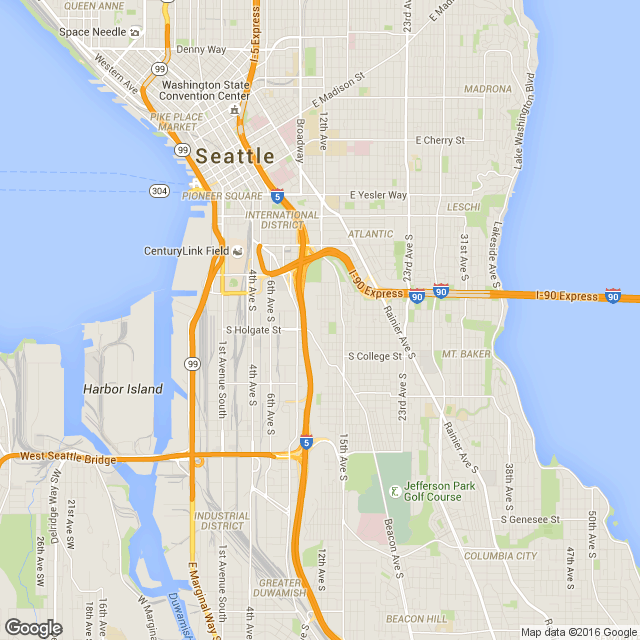 QUEEN ANNE
Space Needle
Denny Way
I-5 Express
23rd Ave
E Madison St
Western Ave
99
Washington State
Convention Center
MADRONA
Lake Washington Blvd
PIKE PLACE
MARKET
Broadway
12th Ave
E Cherry St
99
Seattle
304
PIONEER SQUARE
5
E Yesler Way
INTERNATIONAL
DISTRICT
LESCHI
ATLANTIC
CenturyLink Field
23rd Ave S
31st Ave S
Lakeside Ave S
4th Ave S
6th Ave S
I-90 Express
90
90
I-90 Express
90
S Holgate St
Rainier Ave S
99
1st Avenue South
S College St
MT. BAKER
Harbor Island
4th Ave S
6th Ave S
23rd Ave S
5
15th Ave S
Rainier Ave S
West Seattle Bridge
38th Ave S
Delridge Way SW
21st Ave SW
Jefferson Park
Golf Course
INDUSTRIAL
DISTRICT
S Genesee St
50th Ave S
26th Ave SW
Beacon Ave S
1st Avenue South
4th Ave S
12th Ave S
COLUMBIA CITY
47th Ave S
GREATER
DUWAMISH
E Marginal Way S
16th Ave
18th Ave
W Marginal
Duwamis
BEACON HILL
Google
Map data ©2016 Google